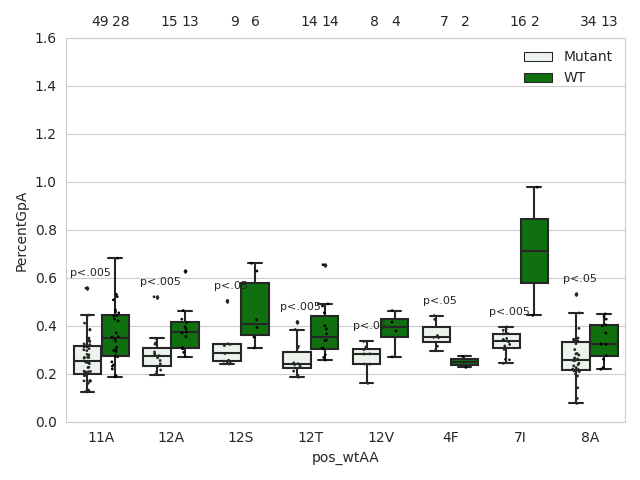 49 28 15 13 9 6 14 14 8 4 7 2 16 2 34 13
1.6
1.4
1.2
1.0
0.8
0.6
0.4
0.2
0.0
PercentGpA
Mutant
WT
p<.005
p<.005
p<.05
p<.005
p<.05
p<.05
p<.005
p<.05
11A 12A 12S 12T 12V 4F 7I 8A
pos_wtAA